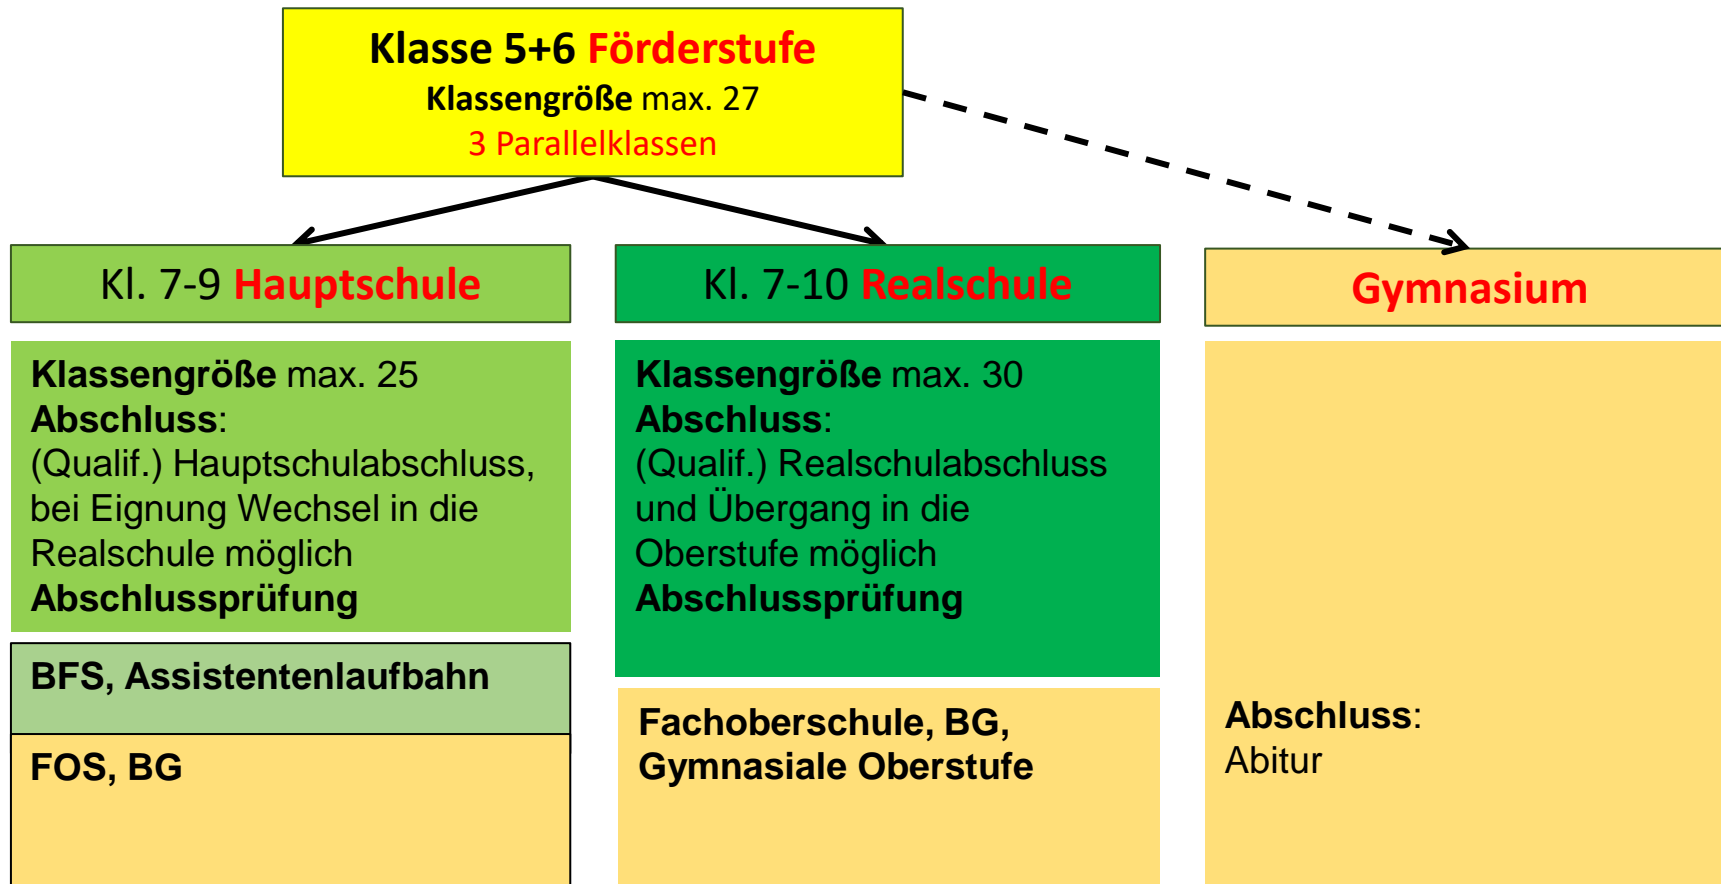 Klasse 5+6 Förderstufe
Klassengröße max. 27
3 Parallelklassen
Kl. 7-9 Hauptschule
Klassengröße max. 25
Abschluss:
(Qualif.) Hauptschulabschluss,
bei Eignung Wechsel in die
Realschule möglich
Abschlussprüfung
BFS, Assistentenlaufbahn
FOS, BG
Kl. 7-10 Realschule
Klassengröße max. 30
Abschluss:
(Qualif.) Realschulabschluss
und Übergang in die
Oberstufe möglich
Abschlussprüfung
Fachoberschule, BG,
Gymnasiale Oberstufe
Gymnasium
Abschluss:
Abitur